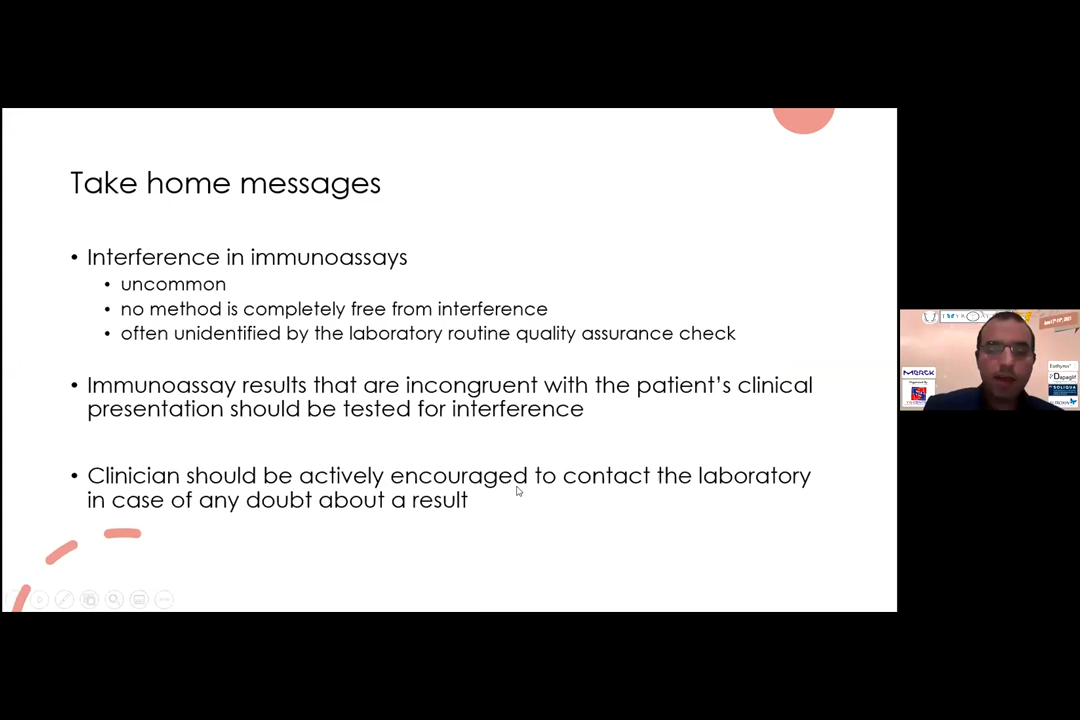 Take home messages
• Interference in immunoassays
• uncommon
• no method is completely free from interference
• often unidentified by the laboratory routine quality assurance check
• Immunoassay results that are incongruent with the patient’s clinical
presentation should be tested for interference
• Clinician should be actively encouraged to contact the laboratory
in case of any doubt about a result
MERCK